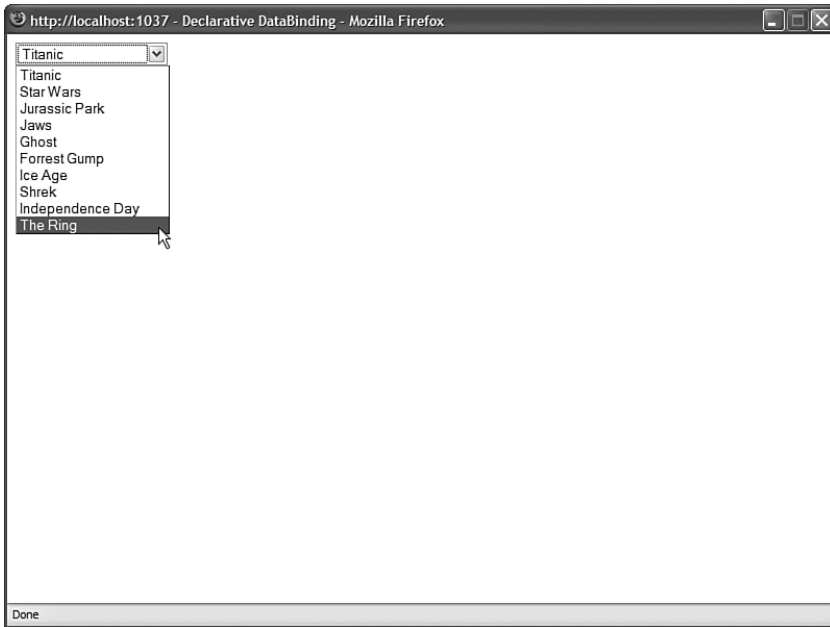 http://localhost:1037 - Declarative DataBinding - Mozilla Firefox
Titanic
Titanic
Star Wars
Jurassic Park
Jaws
Ghost
Forrest Gump
Ice Age
Shrek
Independence Day
The Ring
Done